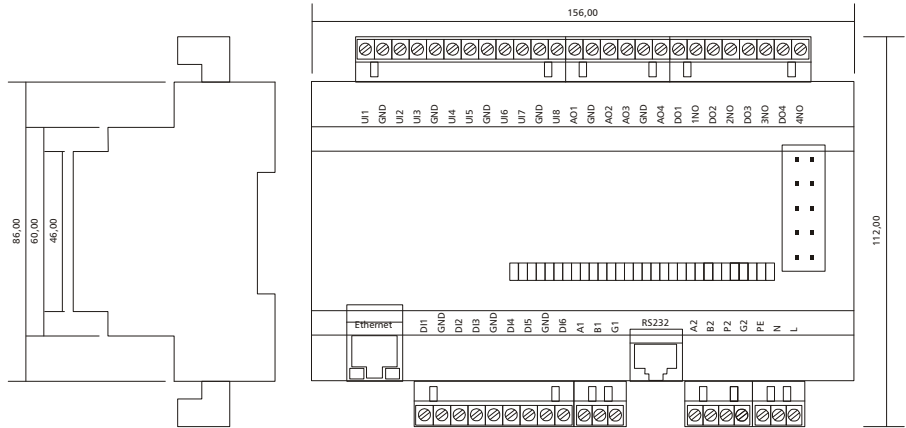 156,00
UI1 GND UI2 UI3 GND UI4 UI5 GND UI6 UI7 GND UI8 AO1 GND AO2 AO3 GND AO4 DO1 1NO DO2 2NO DO3 3NO DO4 4NO
86,00
60,00
46,00
112,00
Ethernet DI1 GND DI2 DI3 GND DI4 DI5 GND DI6 A1 B1 G1 RS232 A2 B2 P2 G2 PE N L